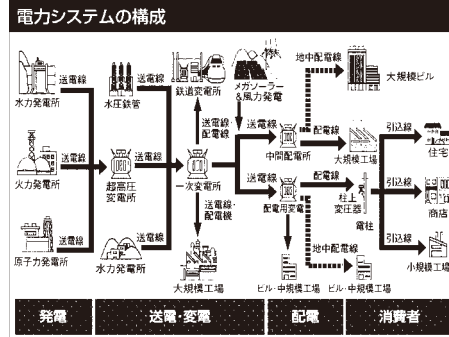 電力システムの構成
水力発電所
送電線
水圧鉄管
送電線
鉄道変電所
メガソーラー
&風力発電
地中配電線
大規模ビル
送電線・
配電線
送電線
配電線
大規模工場
引込線
住宅
火力発電所
送電線
超高圧
変電所
送電線
一次変電所
中間配電所
送電線
配電用変電
配電線
柱上
変圧器
電柱
引込線
商店
送電線・
配電機
原子力発電所
送電線
水力発電所
大規模工場
地中配電線
ビル・中規模工場
ビル・中規模工場
引込線
小規模工場
発電
送電・変電
配電
消費者